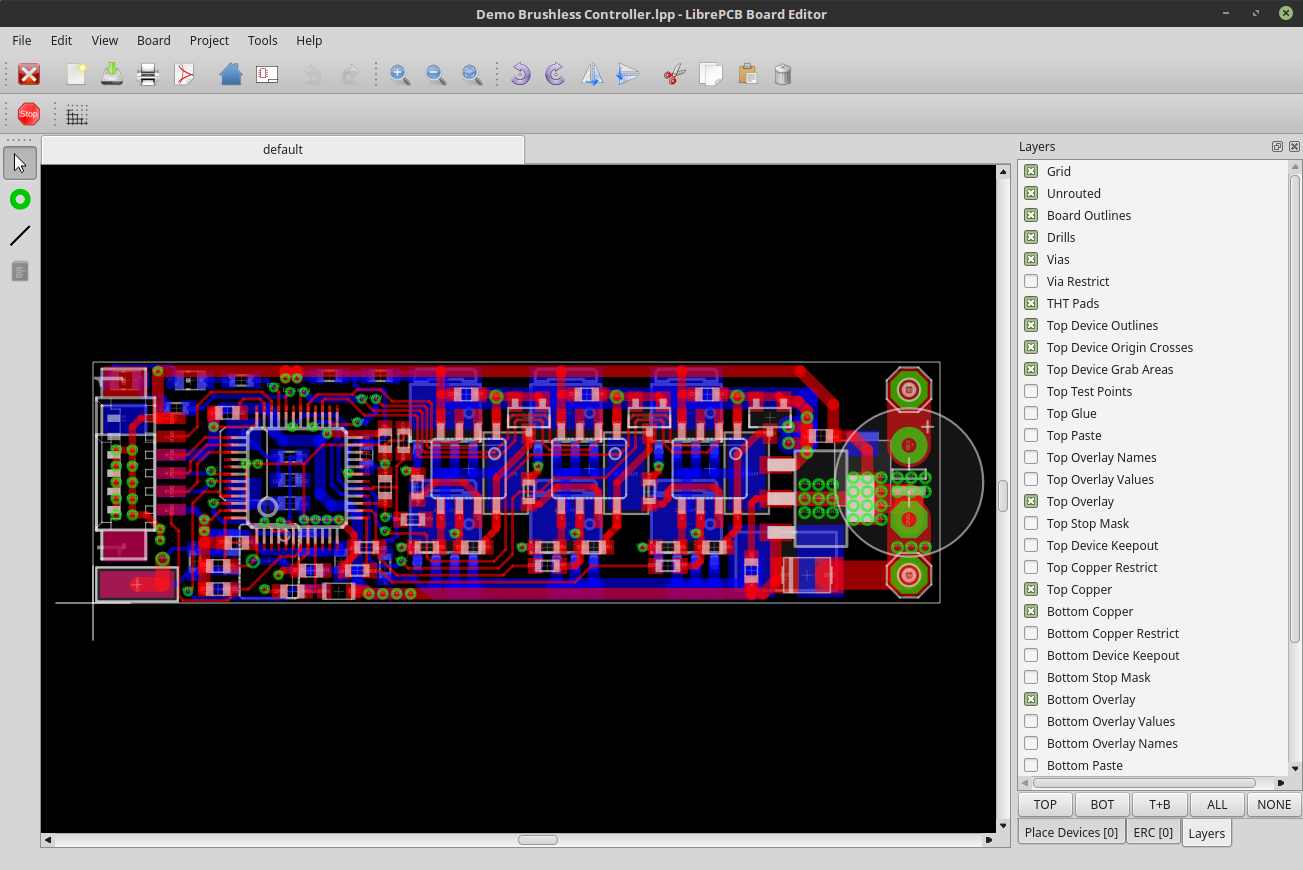 Demo Brushless Controller.lpp - LibrePCB Board Editor
File Edit View Board Project Tools Help
Stop
default
Layers
Grid
Unrouted
Board Outlines
Drills
Vias
Via Restrict
THT Pads
Top Device Outlines
Top Device Origin Crosses
Top Device Grab Areas
Top Test Points
Top Glue
Top Paste
Top Overlay Names
Top Overlay Values
Top Overlay
Top Stop Mask
Top Device Keepout
Top Copper Restrict
Top Copper
Bottom Copper
Bottom Copper Restrict
Bottom Device Keepout
Bottom Stop Mask
Bottom Overlay
Bottom Overlay Values
Bottom Overlay Names
Bottom Paste
TOP BOT T+B ALL NONE
Place Devices [0] ERC [0] Layers